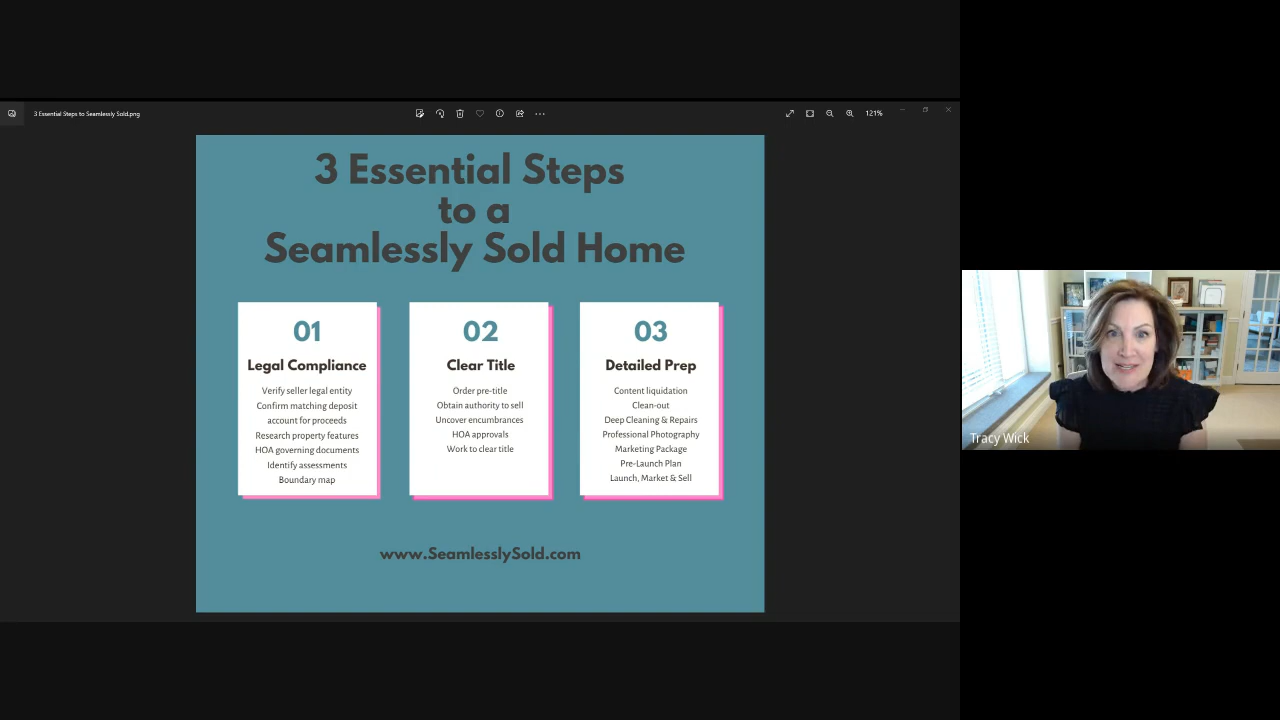 3 Essential Steps to Seamlessly Sold.png
121%
3 Essential Steps
to a
Seamlessly Sold Home
01
Legal Compliance
Verify seller legal entity
Confirm matching deposit
account for proceeds
Research property features
HOA governing documents
Identify assessments
Boundary map
02
Clear Title
Order pre-title
Obtain authority to sell
Uncover encumbrances
HOA approvals
Work to clear title
03
Detailed Prep
Content liquidation
Clean-out
Deep Cleaning & Repairs
Professional Photography
Marketing Package
Pre-Launch Plan
Launch, Market & Sell
www.SeamlesslySold.com
Tracy Wick